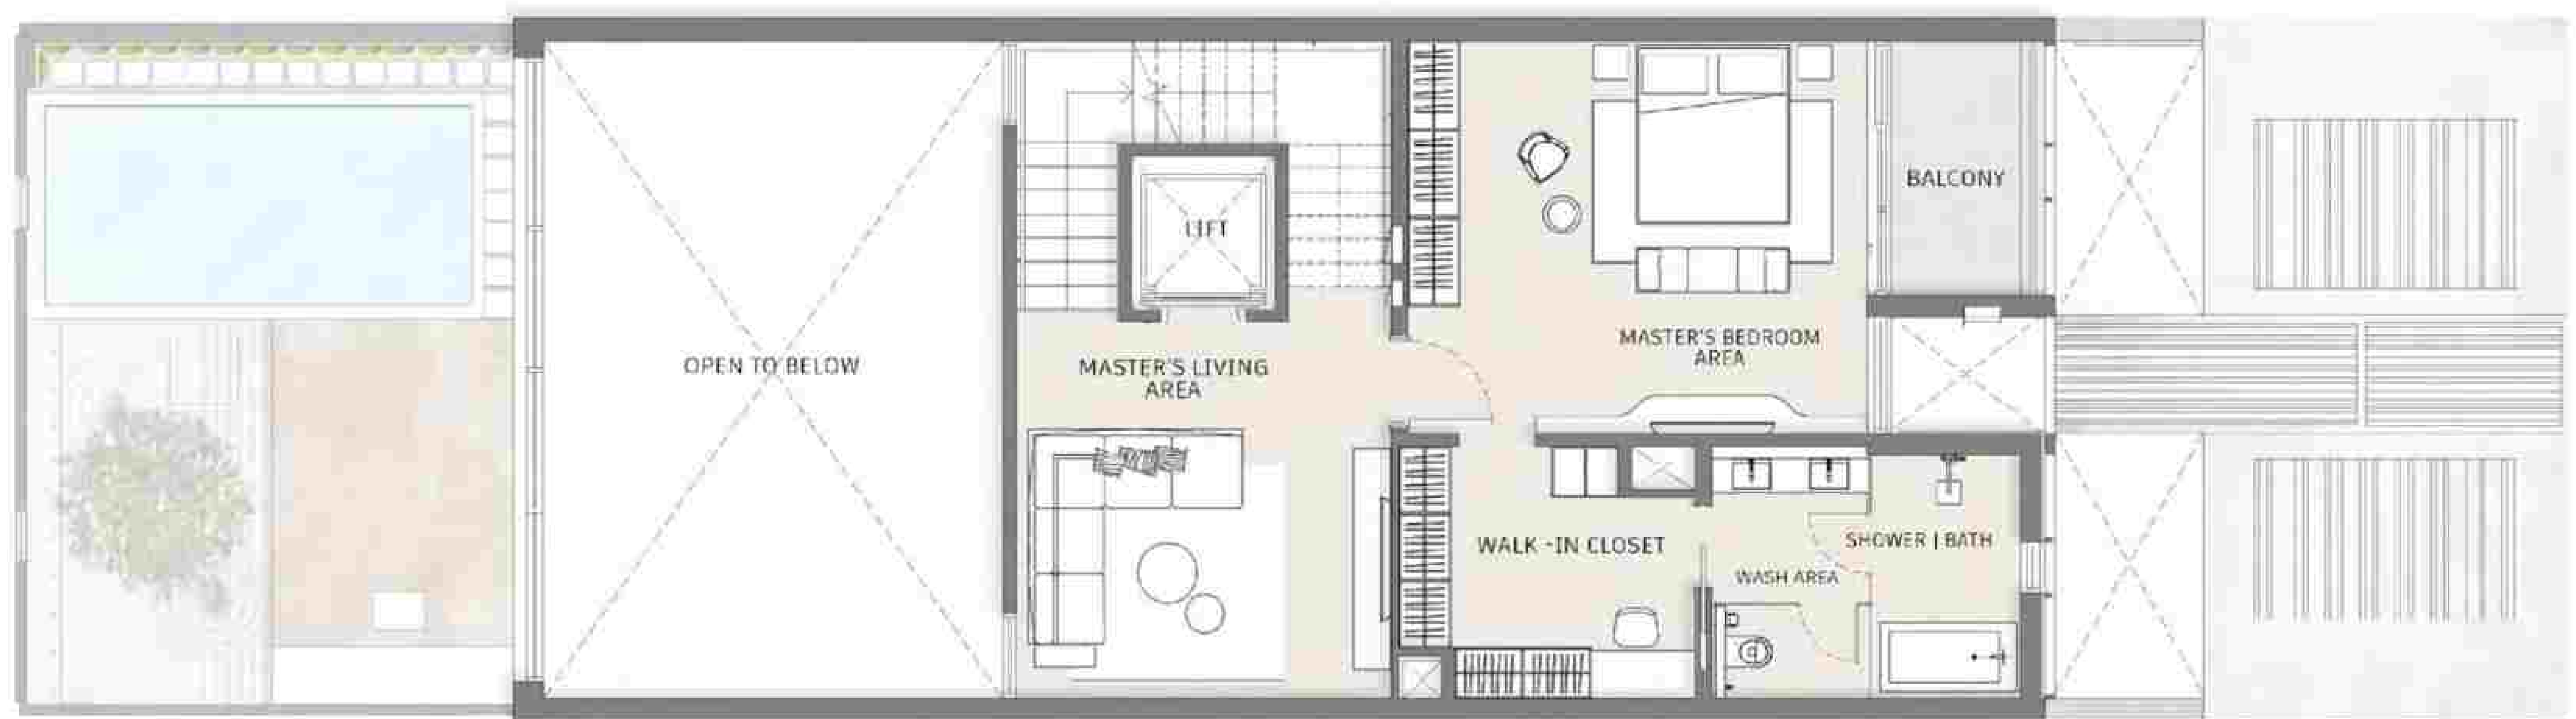 BALCONY
LIFT
OPEN TO BELOW
MASTER'S LIVING
AREA
MASTER'S BEDROOM
AREA
WALK -IN CLOSET
SHOWER | BATH
WASH AREA